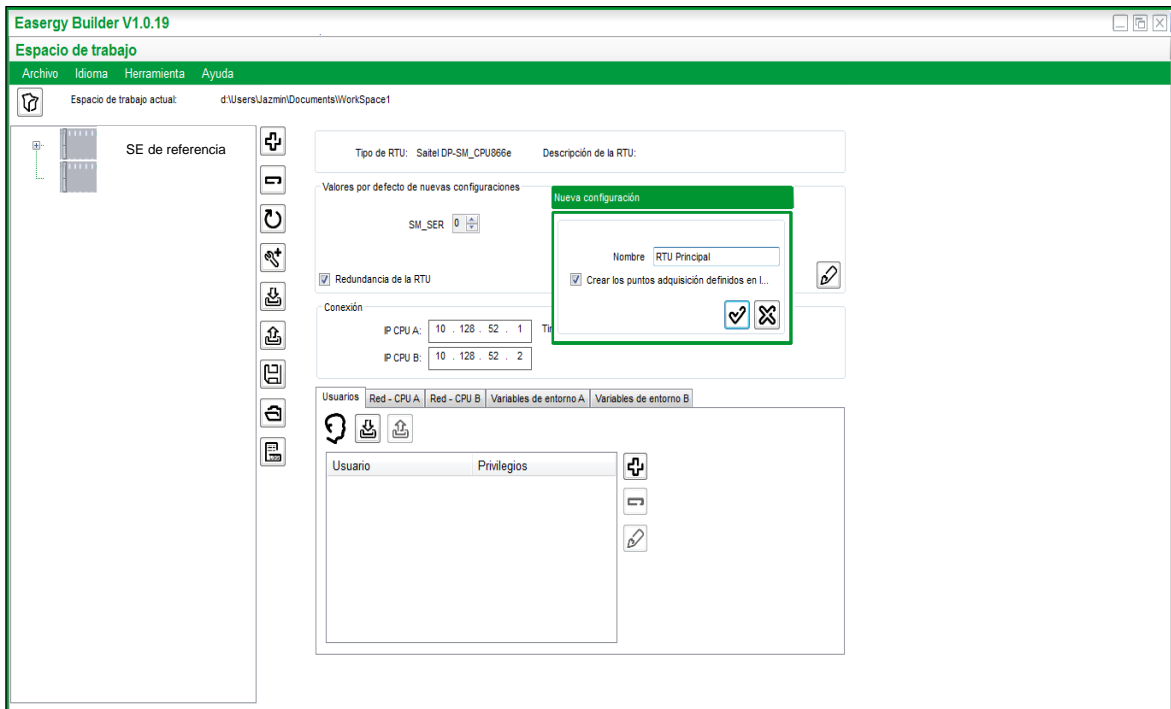 Easergy Builder V1.0.19
Espacio de trabajo
Archivo Idioma Herramienta Ayuda
Espacio de trabajo actual: d:\Users\Jazmin\Documents\WorkSpace1
SE de referencia
Tipo de RTU: Saitel DP-SM_CPU866e Descripción de la RTU:
Valores por defecto de nuevas configuraciones
Nueva configuración
SM_SER 0
Nombre RTU Principal
Redundancia de la RTU
Crear los puntos adquisición definidos en l...
Conexión
IP CPU A: 10 . 128 . 52 . 1
IP CPU B: 10 . 128 . 52 . 2
Usuarios Red - CPU A Red - CPU B Variables de entorno A Variables de entorno B
Usuario Privilegios